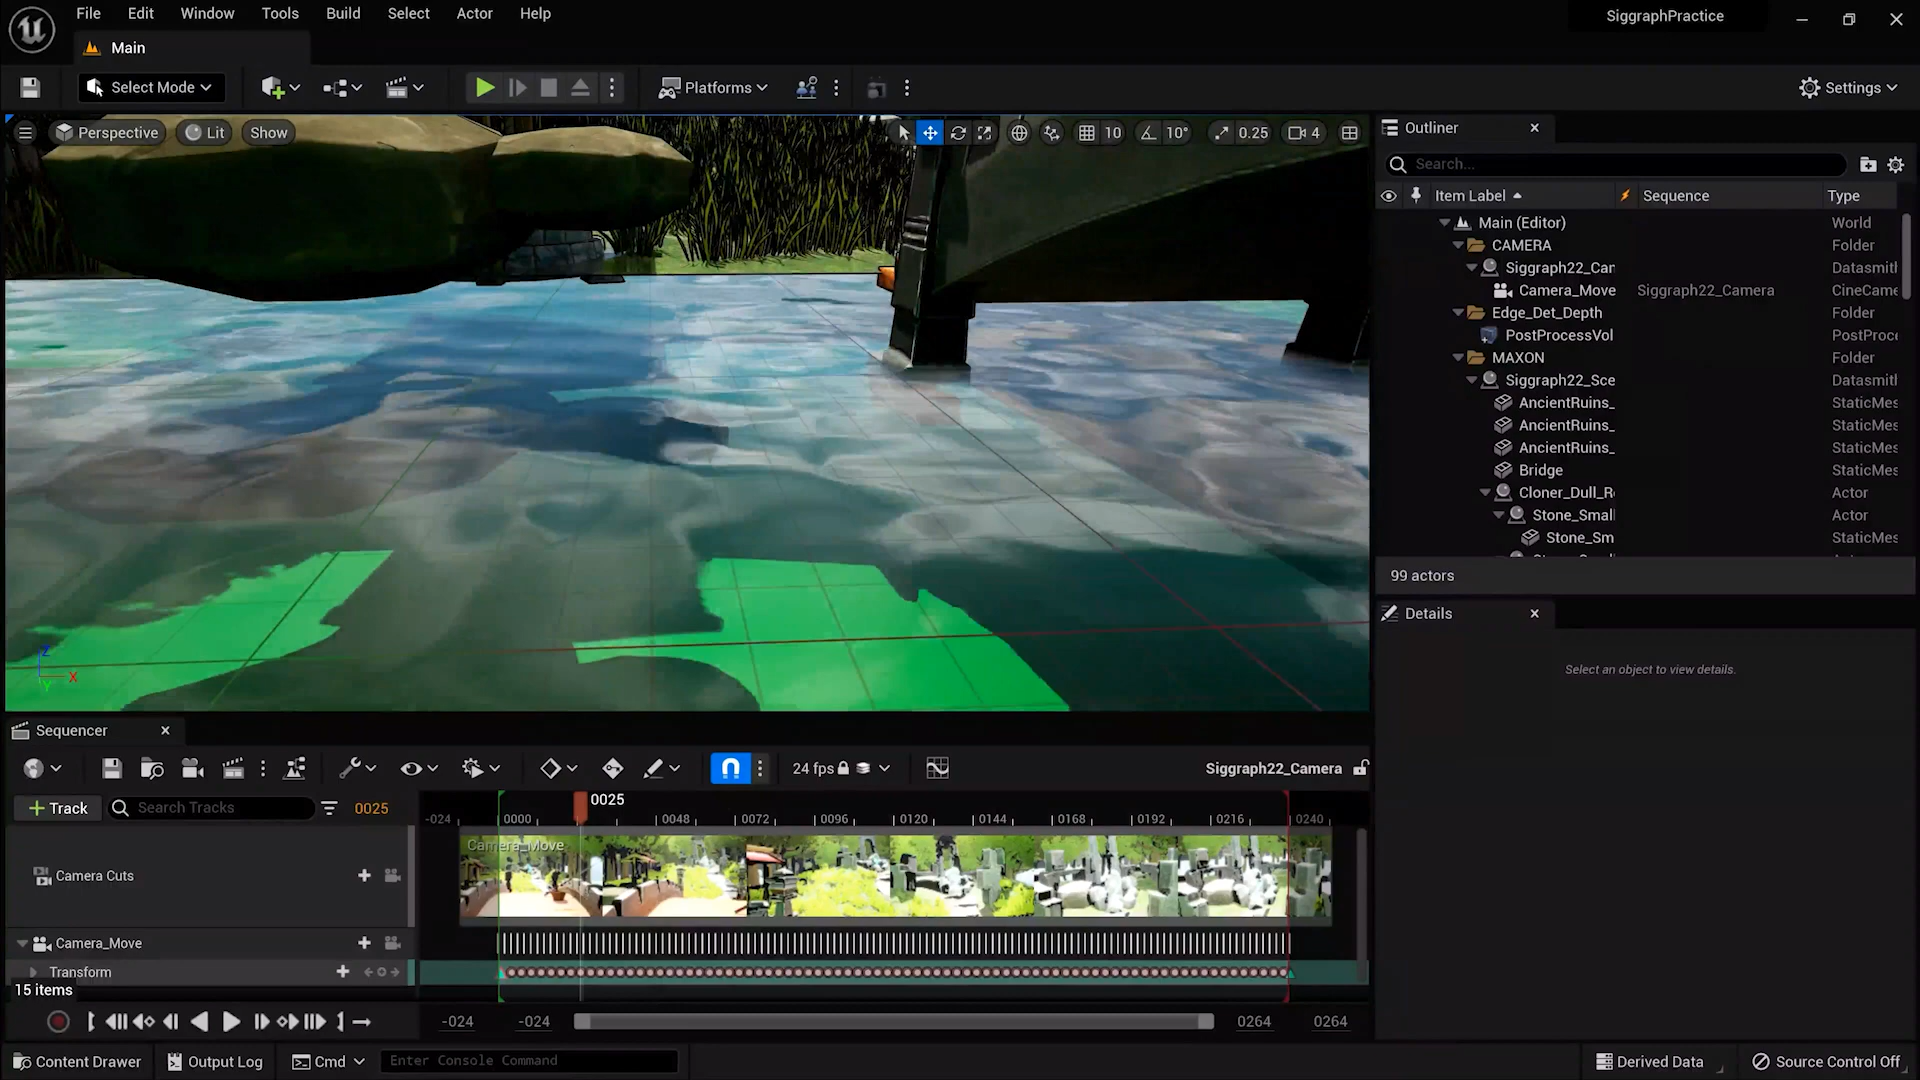 File Edit Window Tools Build Select Actor Help
SiggraphPractice
Main
Select Mode
Platforms
Settings
Perspective Lit Show
10 10° 0.25 4
Z
X
Y
Outliner
Search...
Item Label Sequence Type
Main (Editor) World
CAMERA Folder
Siggraph22_Can Datasmith
Camera_Move Siggraph22_Camera CineCame
Edge_Det_Depth Folder
PostProcessVol PostProce
MAXON Folder
Siggraph22_Sce Datasmith
AncientRuins_ StaticMes
AncientRuins_ StaticMes
AncientRuins_ StaticMes
Bridge StaticMes
Cloner_Dull_Ro Actor
Stone_Small Actor
Stone_Sm StaticMes
99 actors
Details
Select an object to view details.
Sequencer
24 fps
Siggraph22_Camera
Track
Search Tracks
0025
0025
-024 0000 0048 0072 0096 0120 0144 0168 0192 0216 0240
Camera_Move
Camera Cuts
Camera_Move
Transform
15 items
-024 -024 0264 0264
Content Drawer Output Log Cmd Enter Console Command
Derived Data Source Control Off